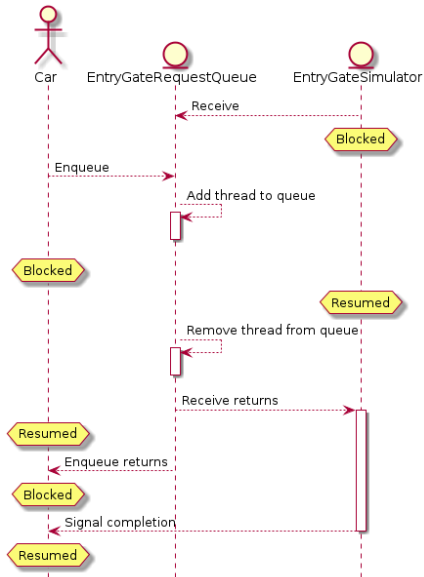 Car
EntryGateRequestQueue
EntryGateSimulator
Receive
Blocked
Enqueue
Add thread to queue
Blocked
Resumed
Remove thread from queue
Receive returns
Resumed
Enqueue returns
Blocked
Signal completion
Resumed